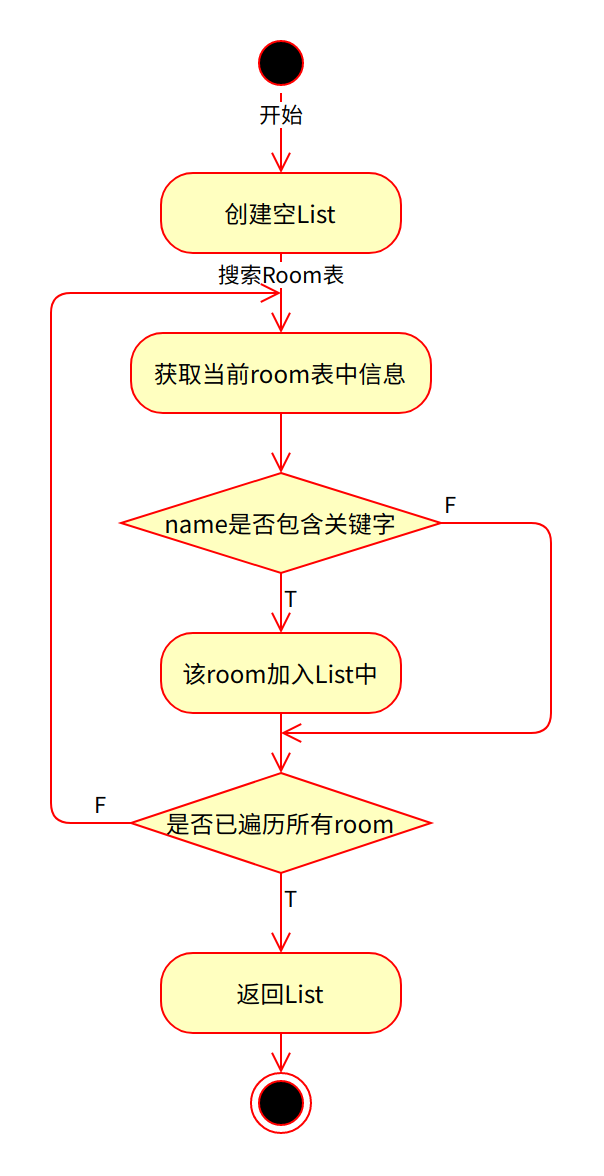 开始
创建空List
搜索Room表
获取当前room表中信息
name是否包含关键字
F
T
该room加入List中
F
是否已遍历所有room
T
返回List